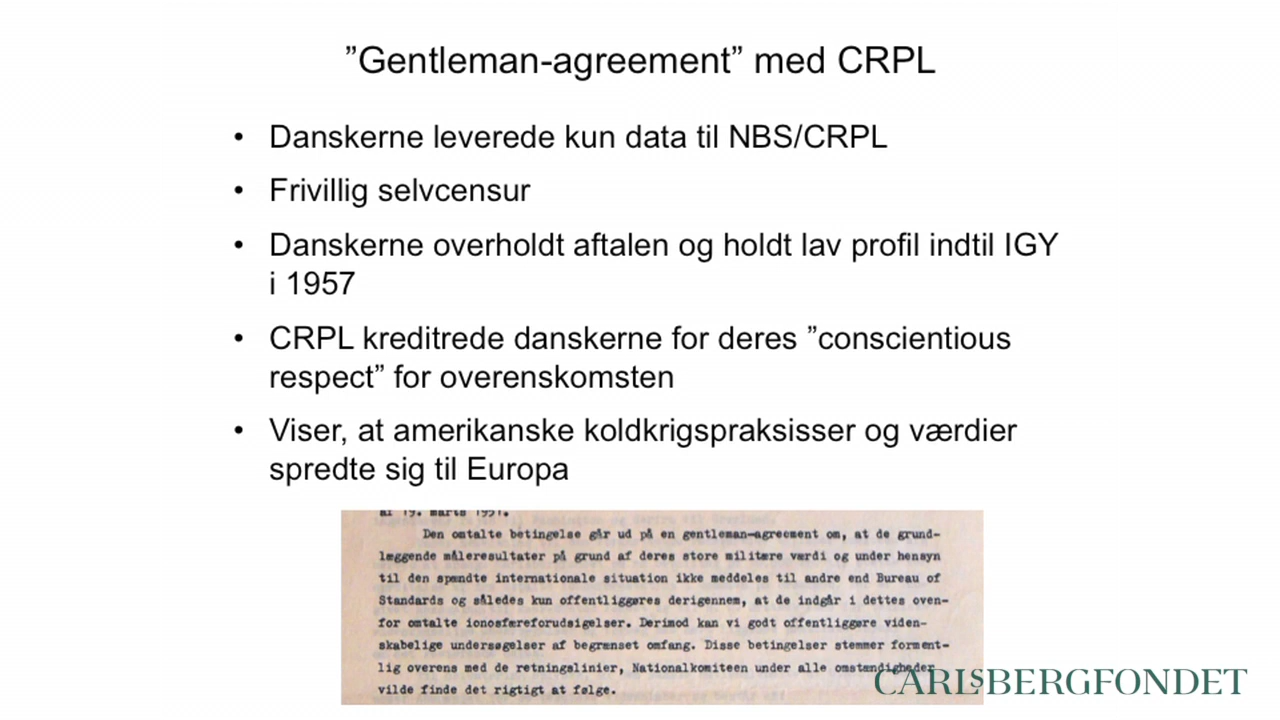 ”Gentleman-agreement” med CRPL
• Danskerne leverede kun data til NBS/CRPL
• Frivillig selvcensur
• Danskerne overholdt aftalen og holdt lav profil indtil IGY
i 1957
• CRPL kreditrede danskerne for deres ”conscientious
respect” for overenskomsten
• Viser, at amerikanske koldkrigspraksisser og værdier
spredte sig til Europa
af 19. marts 1951.
Den omtalte betingelse går ud på en gentleman-agreement om, at de grund-
læggende måleresultater på grund af deres store militære værdi og under hensyn
til den spændte internationale situation ikke meddeles til andre end Bureau of
Standards og således kun offentliggøres derigennem, at de indgår i dettes oven-
for omtalte ionosfæreforudsigelser. Derimod kan vi godt offentliggøre viden-
skabelige undersøgelser af begrænset omfang. Disse betingelser stemmer forment-
lig overens med de retningslinier, Nationalkomiteen under alle omstændigheder
vilde finde det rigtigt at følge.
CARLSBERGFONDET